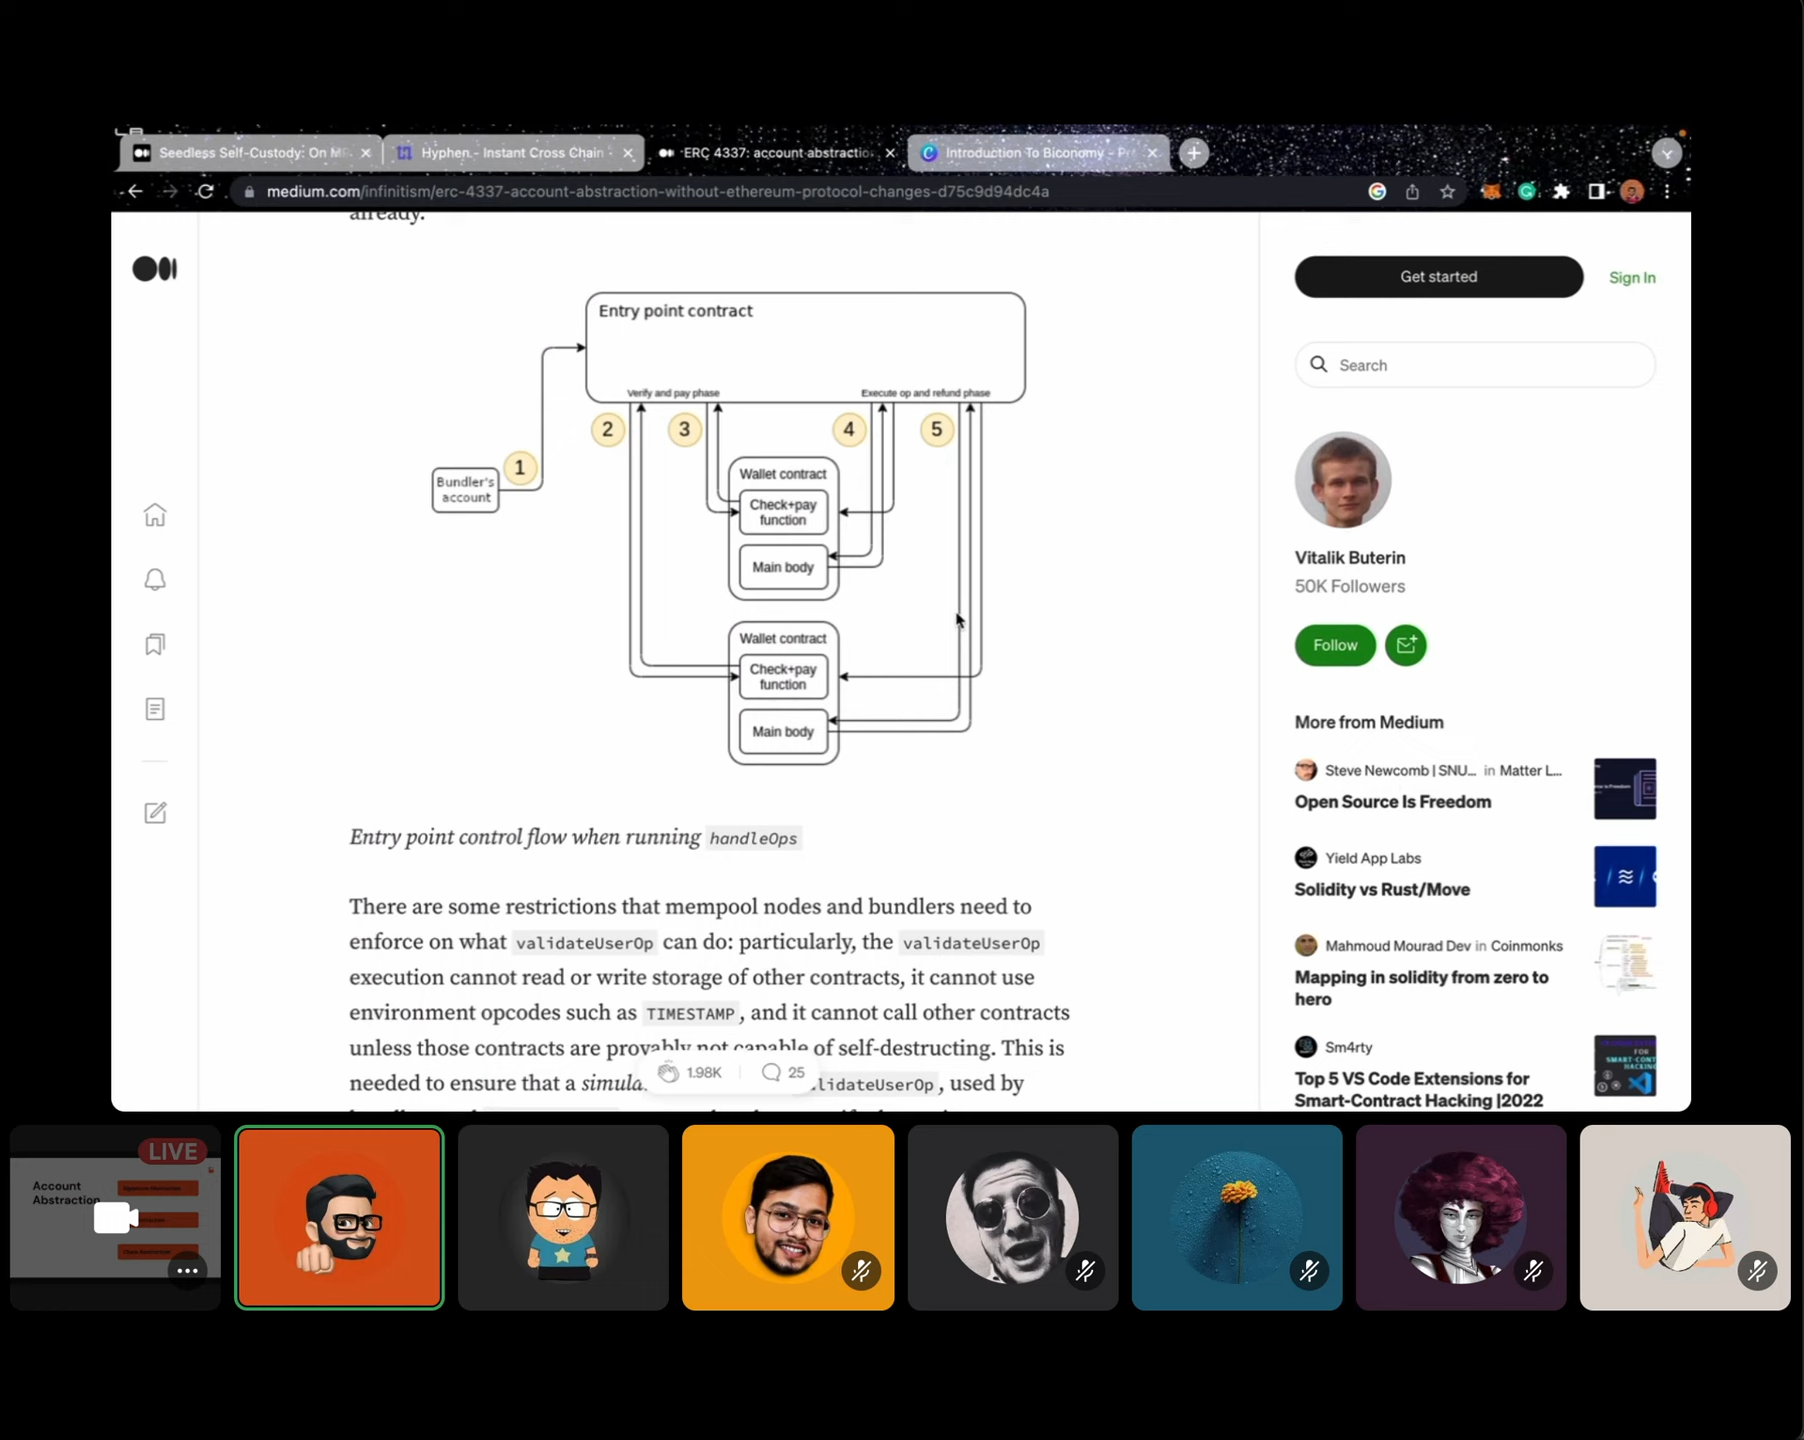 Seedless Self-Custody: On MP
Hyphen - Instant Cross Chain
ERC 4337: account abstractio
Introduction To Biconomy - Pr
medium.com/infinitism/erc-4337-account-abstraction-without-ethereum-protocol-changes-d75c9d94dc4a
already.
Entry point contract
Verify and pay phase
Execute op and refund phase
2
3
4
5
1
Bundler's
account
Wallet contract
Check+pay
function
Main body
Wallet contract
Check+pay
function
Main body
Entry point control flow when running handleOps
There are some restrictions that mempool nodes and bundlers need to
enforce on what validateUserOp can do: particularly, the validateUserOp
execution cannot read or write storage of other contracts, it cannot use
environment opcodes such as TIMESTAMP, and it cannot call other contracts
unless those contracts are provably not capable of self-destructing. This is
needed to ensure that a simula lidateUserOp, used by
1.98K
25
Get started
Sign In
Search
Vitalik Buterin
50K Followers
Follow
More from Medium
Steve Newcomb | SNU... in Matter L...
Open Source Is Freedom
Yield App Labs
Solidity vs Rust/Move
Mahmoud Mourad Dev in Coinmonks
Mapping in solidity from zero to
hero
Sm4rty
Top 5 VS Code Extensions for
Smart-Contract Hacking |2022
LIVE
Account
Abstraction